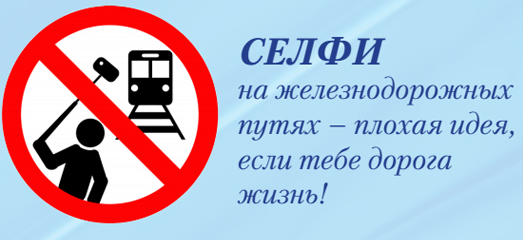 СЕЛФИ
на железнодорожных
путях – плохая идея,
если тебе дорога
жизнь!